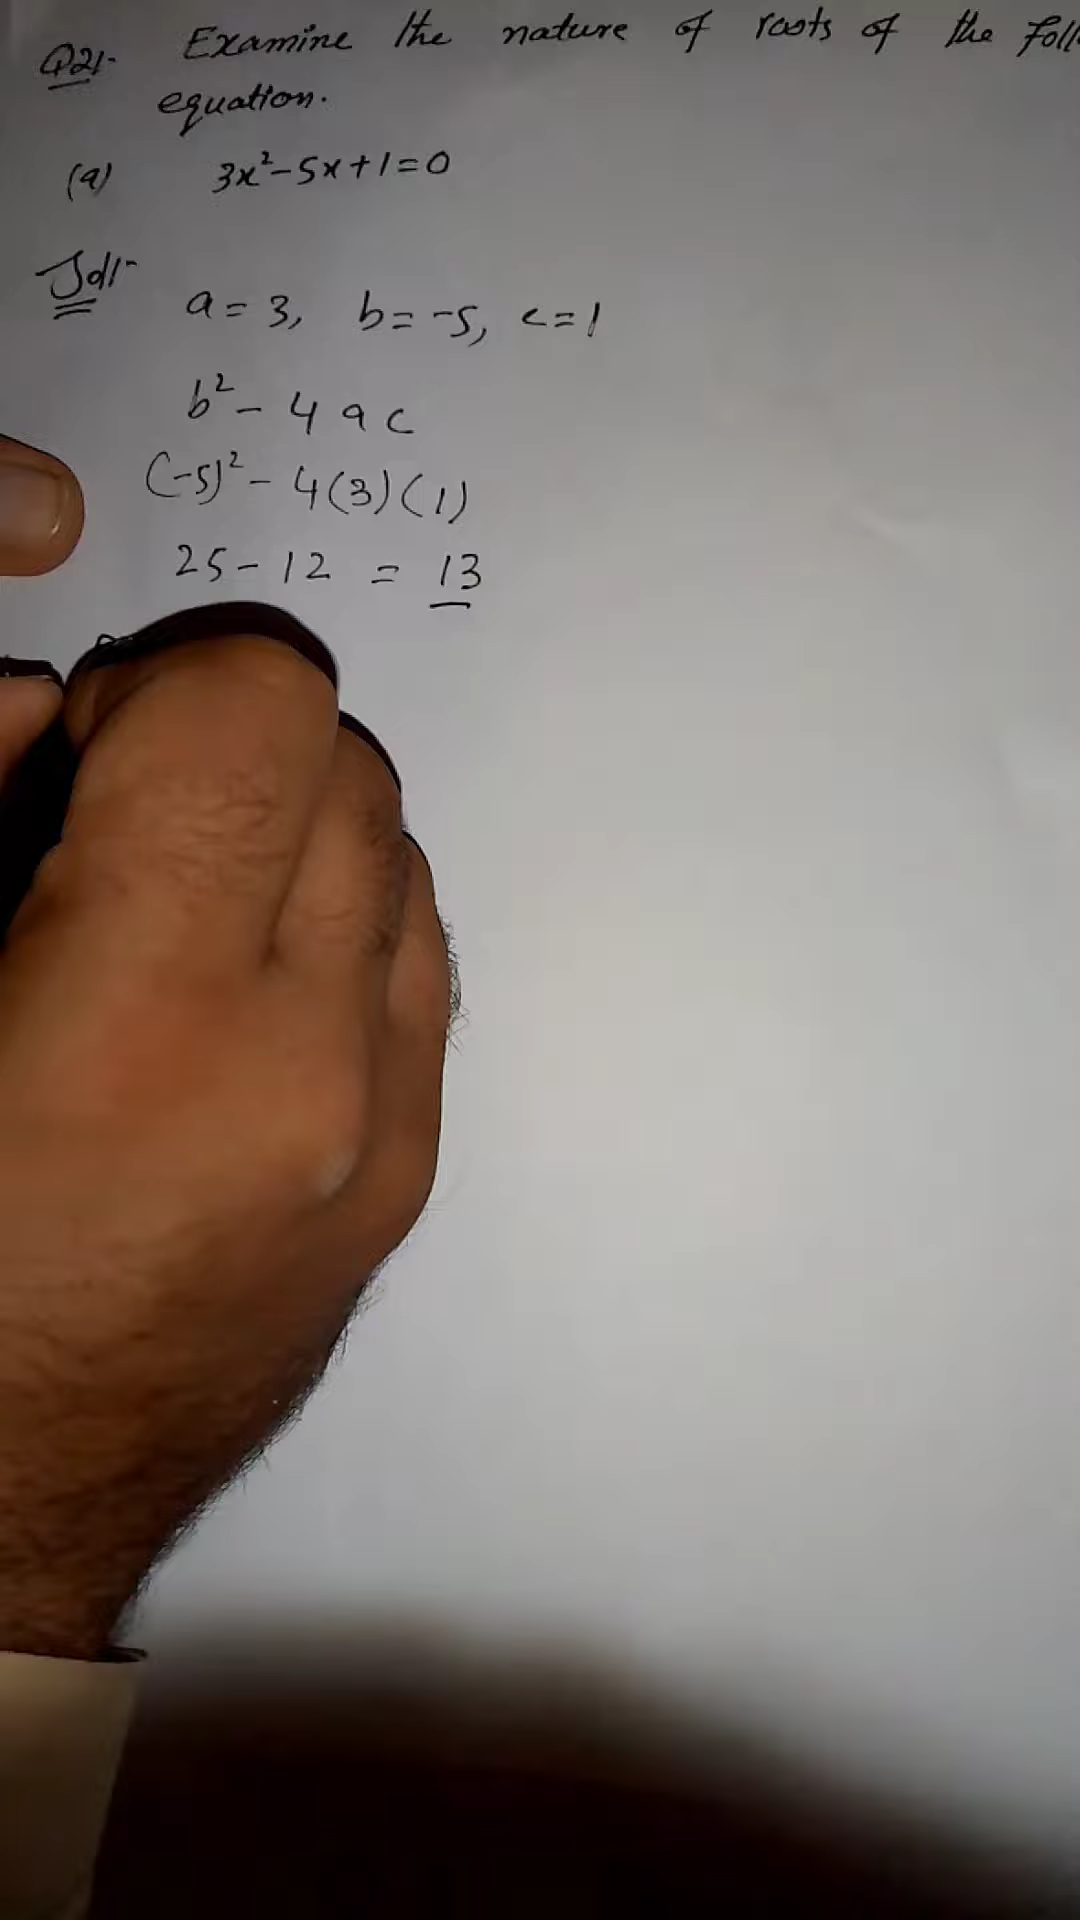 Q21- Examine the nature of roots of the Foll
equation.
(a) 3x²-5x+1=0
Sol:-
a=3, b=-5, c=1
b²-4ac
(-5)²-4(3)(1)
25-12 = 13